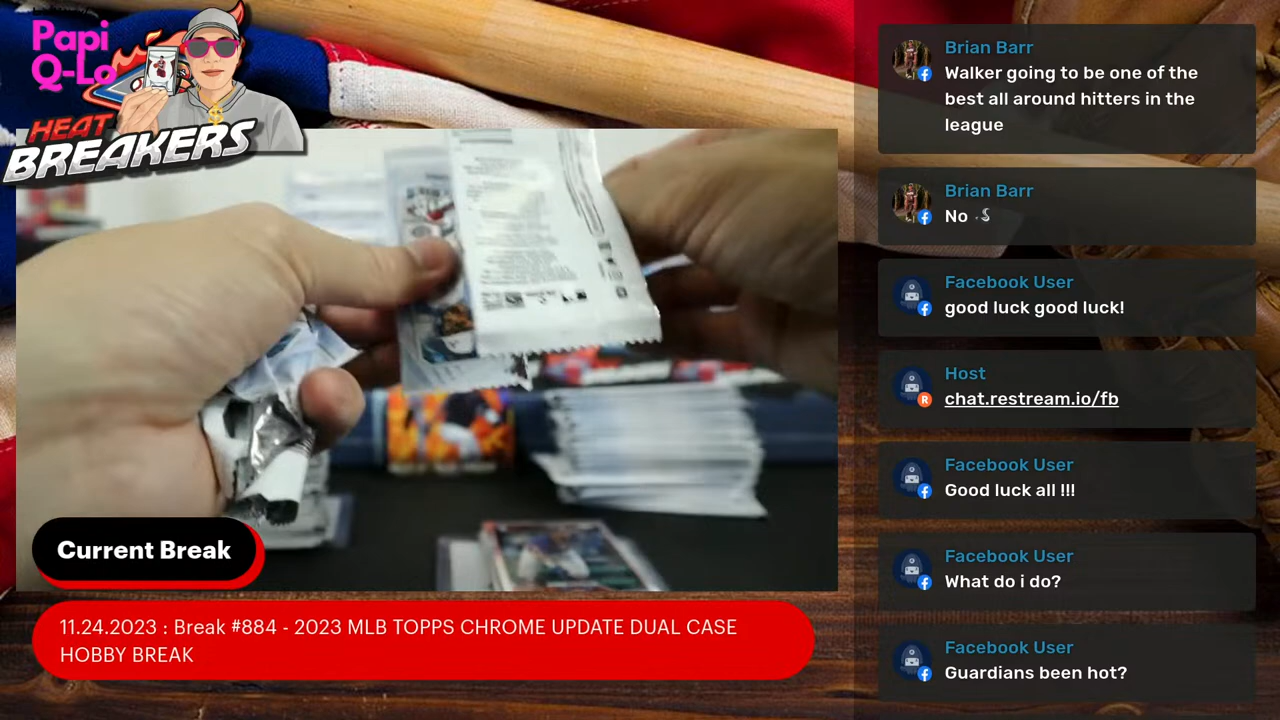 Papi
Q-Lo
HEAT
BREAKERS
Current Break
11.24.2023 : Break #884 - 2023 MLB TOPPS CHROME UPDATE DUAL CASE
HOBBY BREAK
Brian Barr
Walker going to be one of the
best all around hitters in the
league
Brian Barr
No
Facebook User
good luck good luck!
Host
chat.restream.io/fb
Facebook User
Good luck all !!!
Facebook User
What do i do?
Facebook User
Guardians been hot?